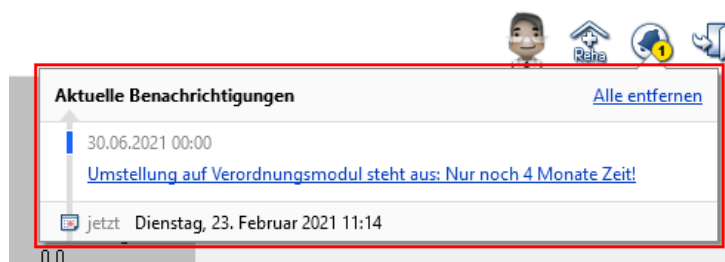 Reha
1
Aktuelle Benachrichtigungen Alle entfernen
30.06.2021 00:00
Umstellung auf Verordnungsmodul steht aus: Nur noch 4 Monate Zeit!
jetzt Dienstag, 23. Februar 2021 11:14